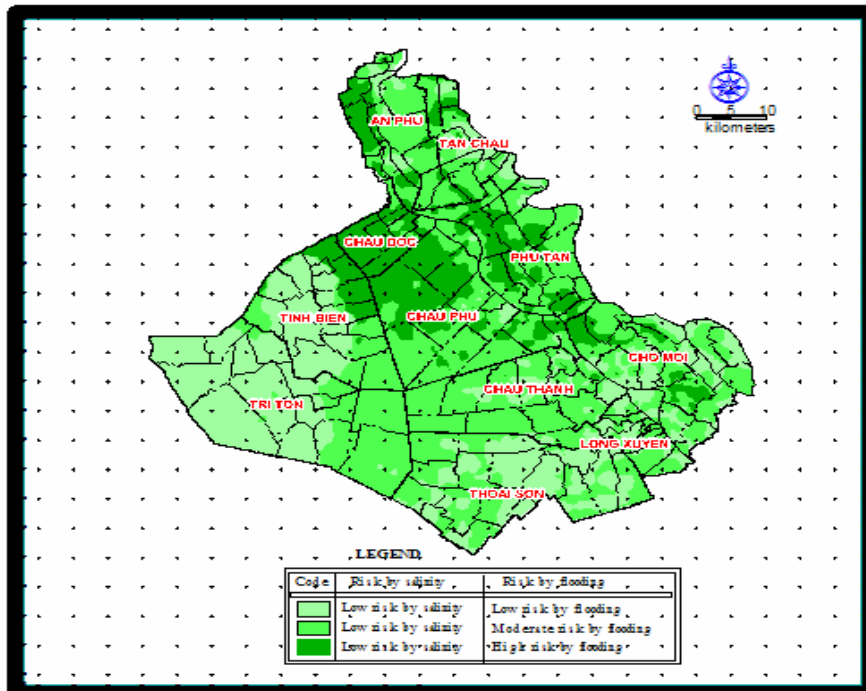 AN PHU
TAN CHAU
0 5 10
kilometers
CHAU DOC
PHU TAN
TINH BIEN
CHAU PHU
CHO MOI
CHAU THANH
TRI TON
LONG XUYEN
THOAI SON
LEGEND
Code Risk by salinity Risk by flooding
Low risk by salinity Low risk by flooding
Low risk by salinity Moderate risk by flooding
Low risk by salinity High risk by flooding